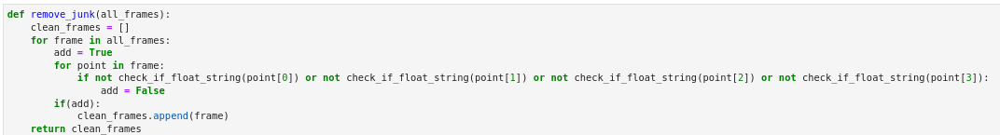 def remove_junk(all_frames):
    clean_frames = []
    for frame in all_frames:
        add = True
        for point in frame:
            if not check_if_float_string(point[0]) or not check_if_float_string(point[1]) or not check_if_float_string(point[2]) or not check_if_float_string(point[3]):
                add = False
        if(add):
            clean_frames.append(frame)
    return clean_frames